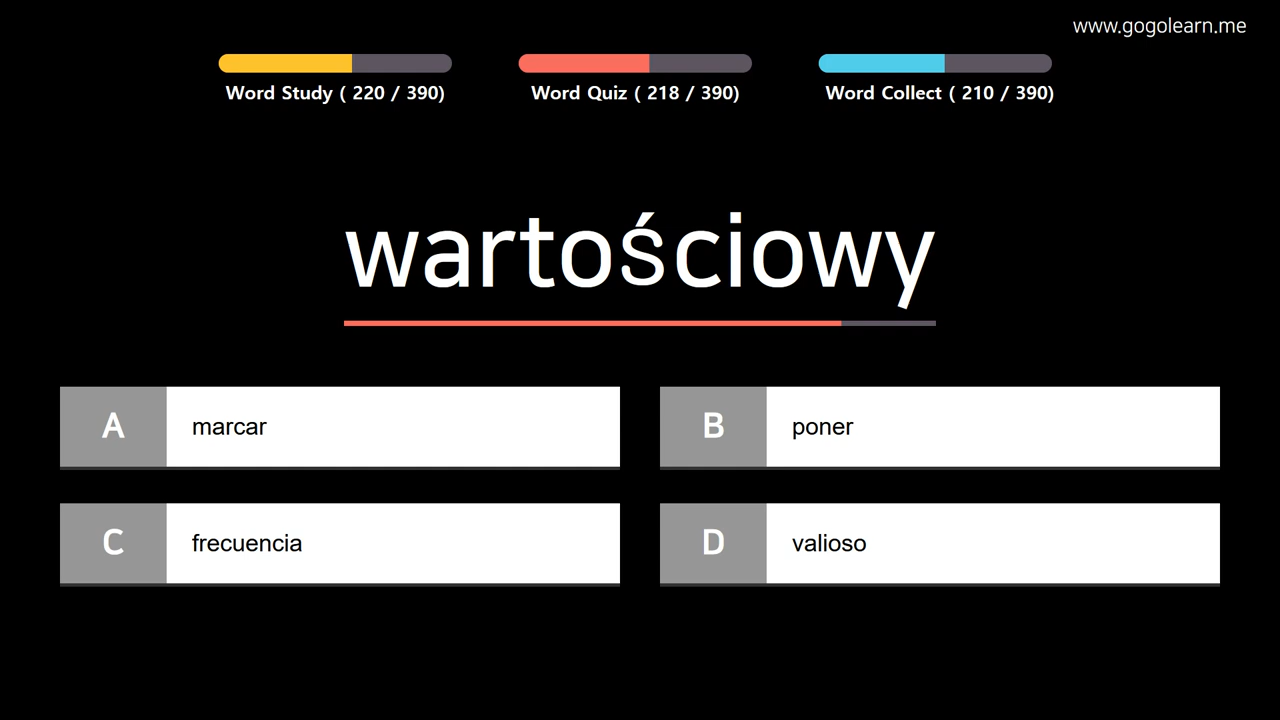 www.gogolearn.me
Word Study ( 220 / 390)
Word Quiz ( 218 / 390)
Word Collect ( 210 / 390)
wartościowy
A marcar
B poner
C frecuencia
D valioso